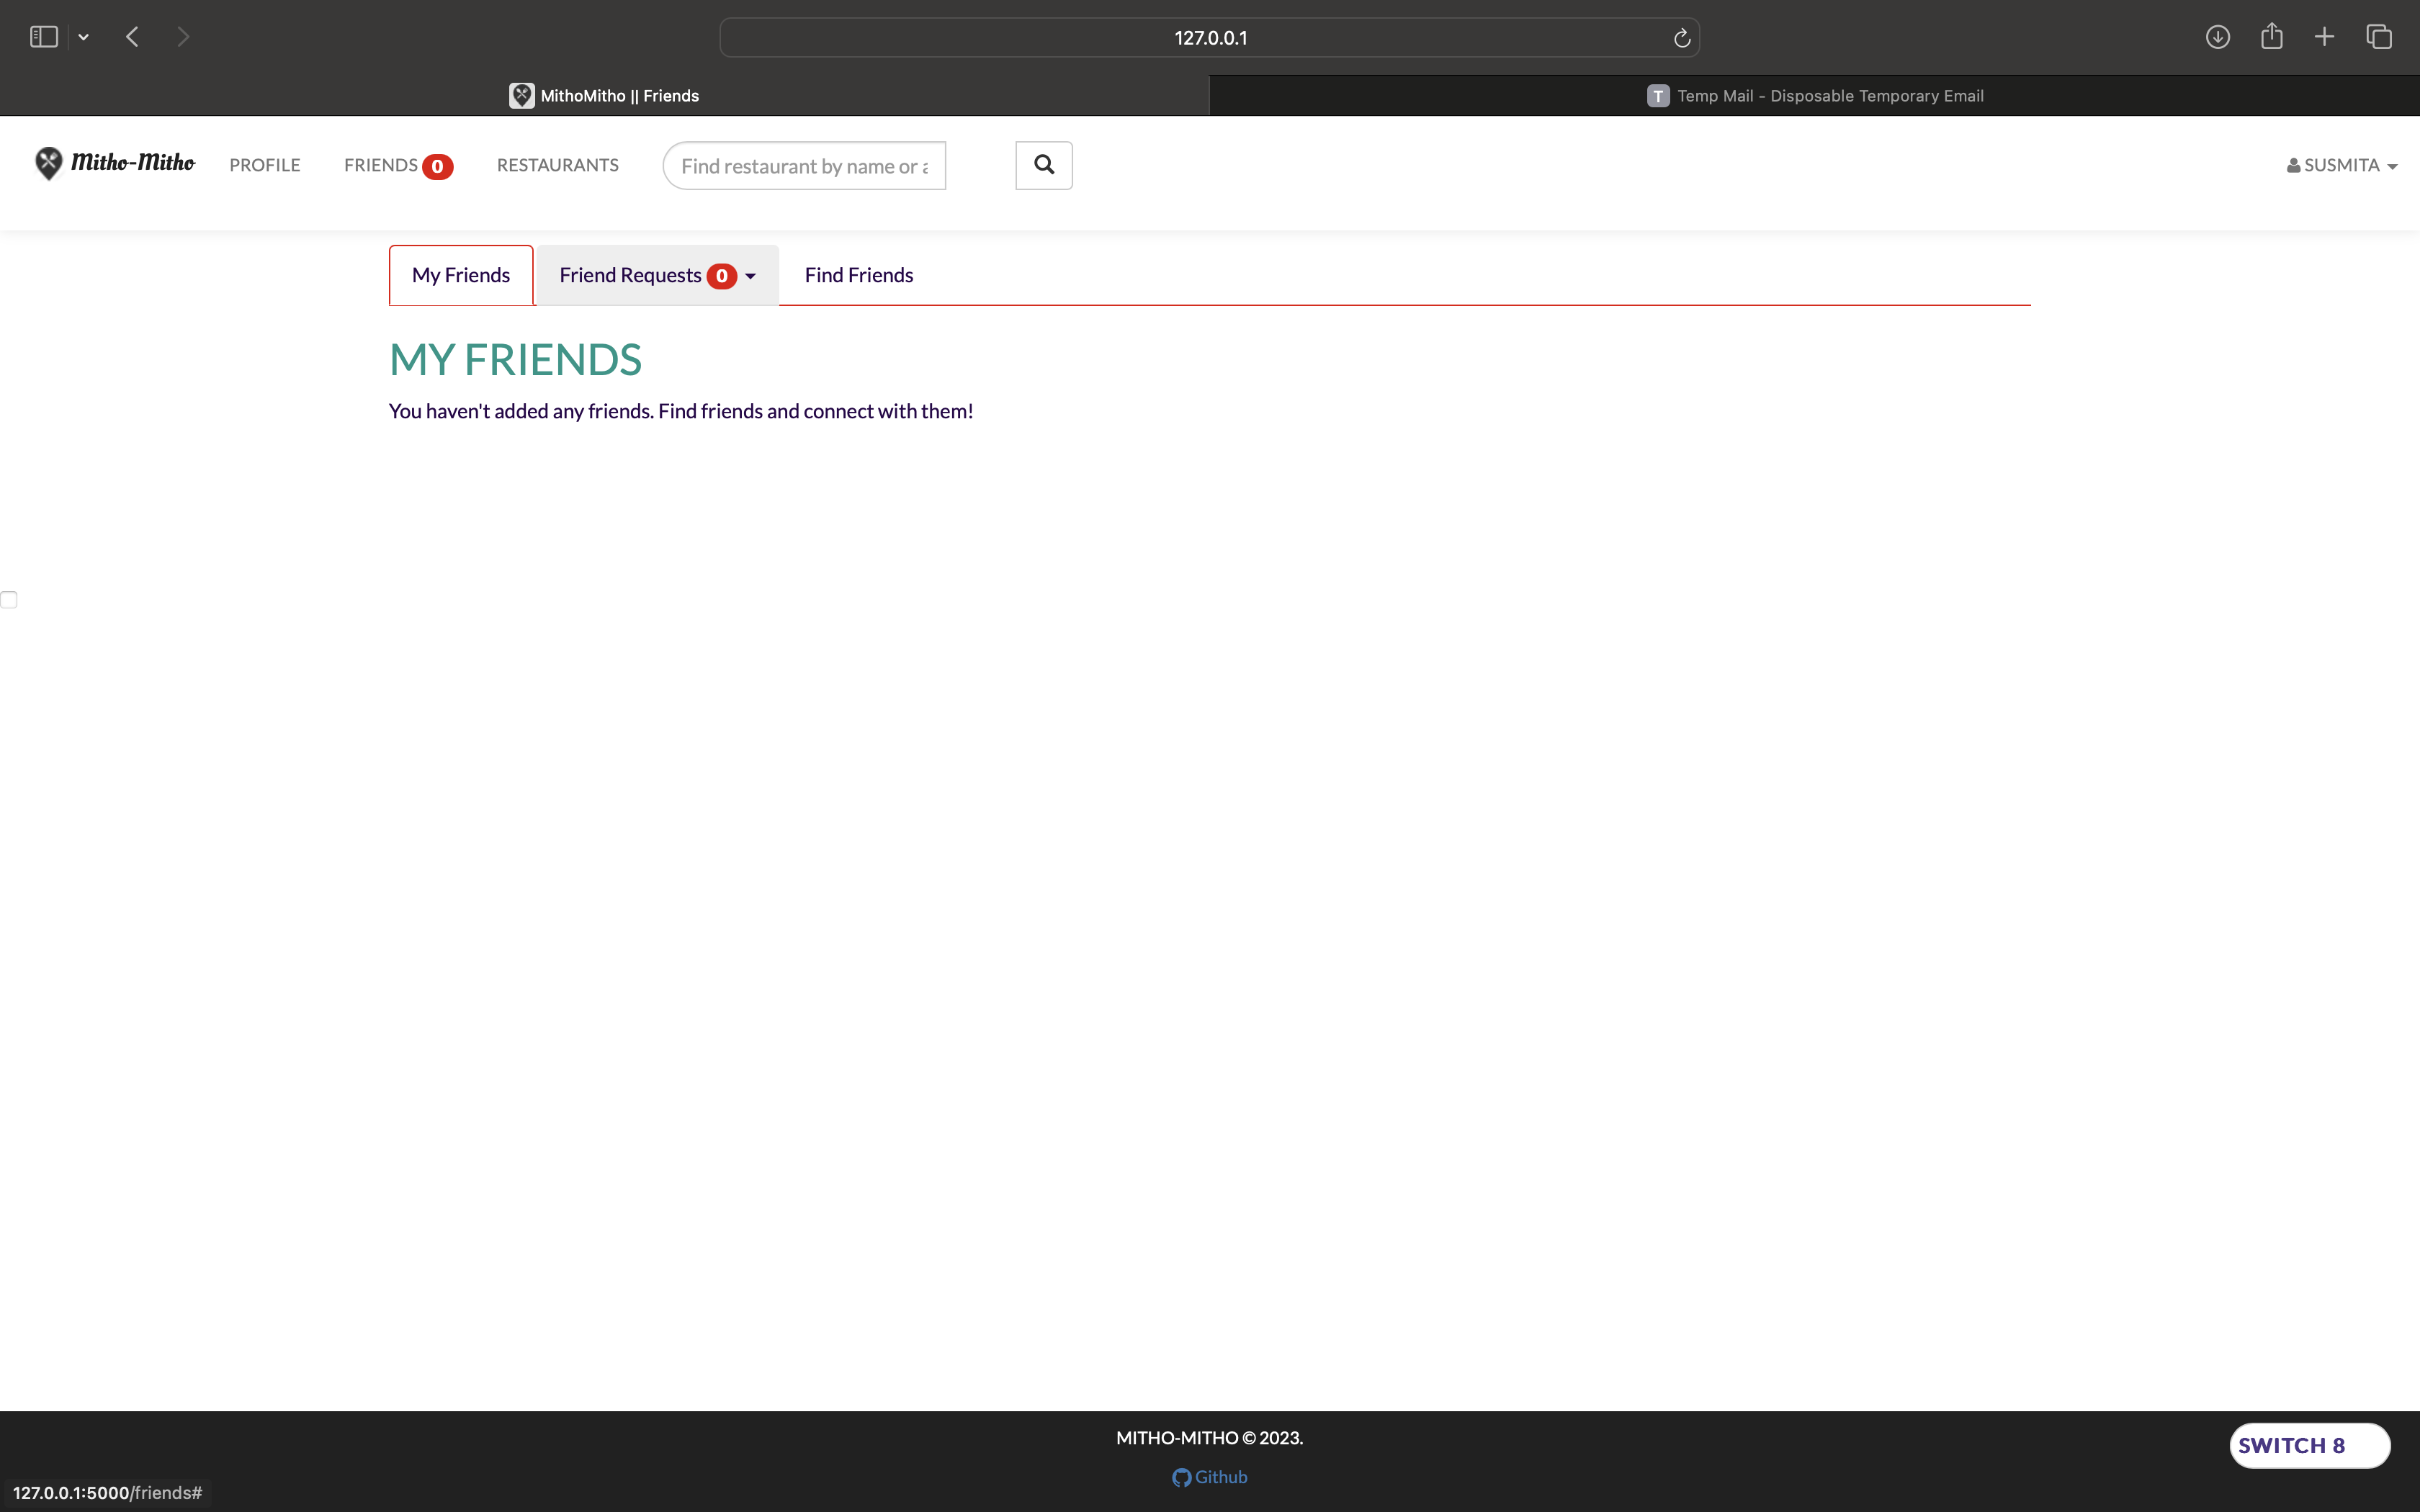 127.0.0.1
MithoMitho || Friends
T Temp Mail - Disposable Temporary Email
Mitho-Mitho PROFILE FRIENDS 0 RESTAURANTS Find restaurant by name or a SUSMITA
My Friends Friend Requests 0 Find Friends
MY FRIENDS
You haven't added any friends. Find friends and connect with them!
MITHO-MITHO © 2023.
SWITCH 8
Github
127.0.0.1:5000/friends#